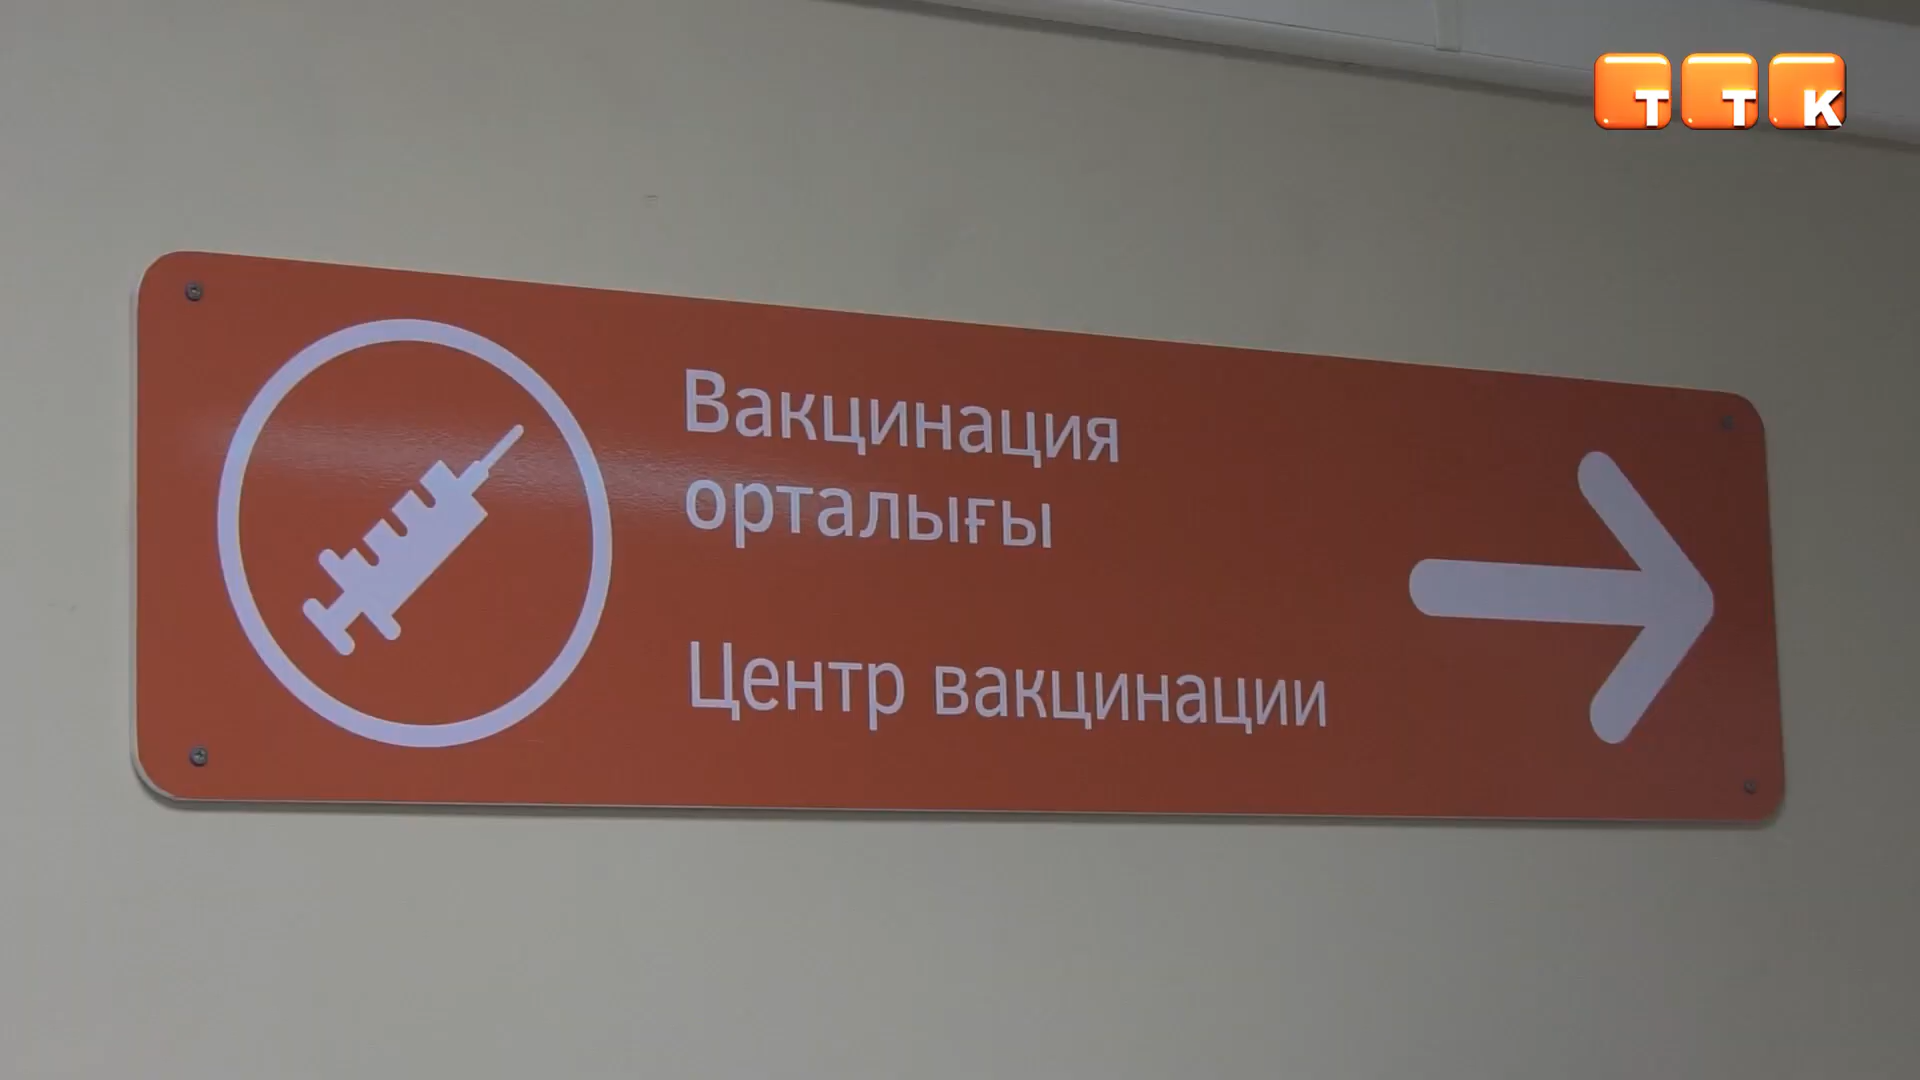 ТТК
Вакцинация
орталығы
Центр вакцинации